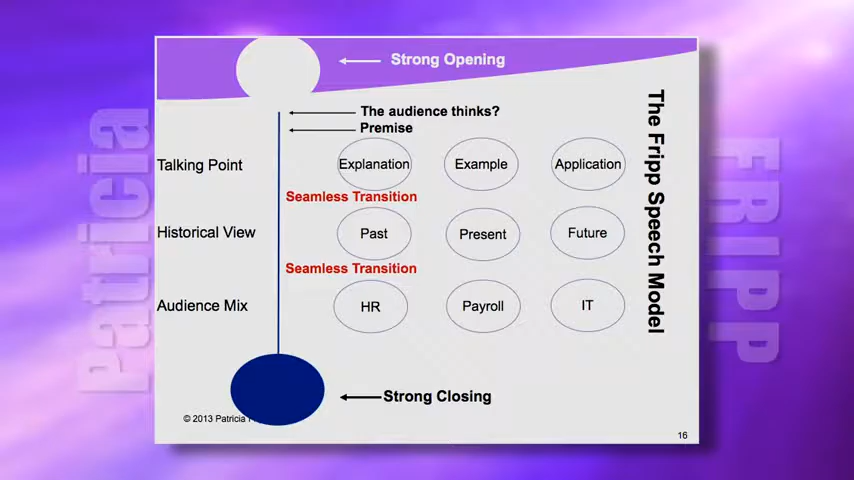 Strong Opening
The audience thinks?
Premise
Talking Point
Explanation
Example
Application
Seamless Transition
Historical View
Past
Present
Future
Seamless Transition
Audience Mix
HR
Payroll
IT
Strong Closing
© 2013 Patricia
16
The Fripp Speech Model
Patricia
FRIPP